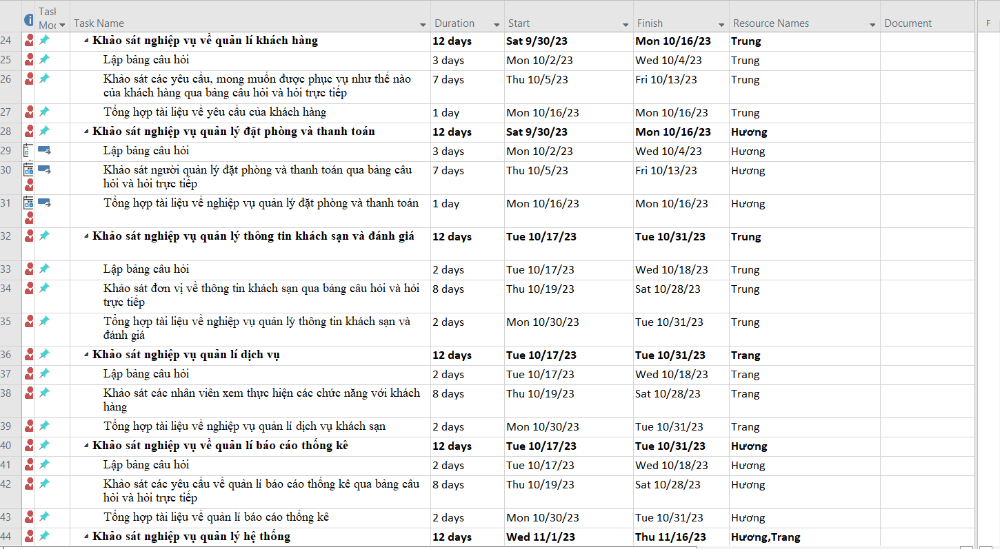 Task Mod Task Name Duration Start Finish Resource Names Document F
24 Khảo sát nghiệp vụ về quản lí khách hàng 12 days Sat 9/30/23 Mon 10/16/23 Trung
25 Lập bảng câu hỏi 3 days Mon 10/2/23 Wed 10/4/23 Trung
26 Khảo sát các yêu cầu, mong muốn được phục vụ như thế nào 7 days Thu 10/5/23 Fri 10/13/23 Trung
của khách hàng qua bảng câu hỏi và hỏi trực tiếp
27 Tổng hợp tài liệu về yêu cầu của khách hàng 1 day Mon 10/16/23 Mon 10/16/23 Trung
28 Khảo sát nghiệp vụ quản lý đặt phòng và thanh toán 12 days Sat 9/30/23 Mon 10/16/23 Hương
29 Lập bảng câu hỏi 3 days Mon 10/2/23 Wed 10/4/23 Hương
30 Khảo sát người quản lý đặt phòng và thanh toán qua bảng câu 7 days Thu 10/5/23 Fri 10/13/23 Hương
hỏi và hỏi trực tiếp
31 Tổng hợp tài liệu về nghiệp vụ quản lý đặt phòng và thanh toán 1 day Mon 10/16/23 Mon 10/16/23 Hương
32 Khảo sát nghiệp vụ quản lý thông tin khách sạn và đánh giá 12 days Tue 10/17/23 Tue 10/31/23 Trung
33 Lập bảng câu hỏi 2 days Tue 10/17/23 Wed 10/18/23 Trung
34 Khảo sát đơn vị về thông tin khách sạn qua bảng câu hỏi và hỏi 8 days Thu 10/19/23 Sat 10/28/23 Trung
trực tiếp
35 Tổng hợp tài liệu về nghiệp vụ quản lý thông tin khách sạn và 2 days Mon 10/30/23 Tue 10/31/23 Trung
đánh giá
36 Khảo sát nghiệp vụ quản lí dịch vụ 12 days Tue 10/17/23 Tue 10/31/23 Trang
37 Lập bảng câu hỏi 2 days Tue 10/17/23 Wed 10/18/23 Trang
38 Khảo sát các nhân viên xem thực hiện các chức năng với khách 8 days Thu 10/19/23 Sat 10/28/23 Trang
hàng
39 Tổng hợp tài liệu về nghiệp vụ quản lí dịch vụ khách sạn 2 days Mon 10/30/23 Tue 10/31/23 Trang
40 Khảo sát nghiệp vụ về quản lí báo cáo thống kê 12 days Tue 10/17/23 Tue 10/31/23 Hương
41 Lập bảng câu hỏi 2 days Tue 10/17/23 Wed 10/18/23 Hương
42 Khảo sát các yêu cầu về quản lí báo cáo thống kê qua bảng câu 8 days Thu 10/19/23 Sat 10/28/23 Hương
hỏi và hỏi trực tiếp
43 Tổng hợp tài liệu về quản lí báo cáo thống kê 2 days Mon 10/30/23 Tue 10/31/23 Hương
44 Khảo sát nghiệp vụ quản lý hệ thống 12 days Wed 11/1/23 Thu 11/16/23 Hương,Trang